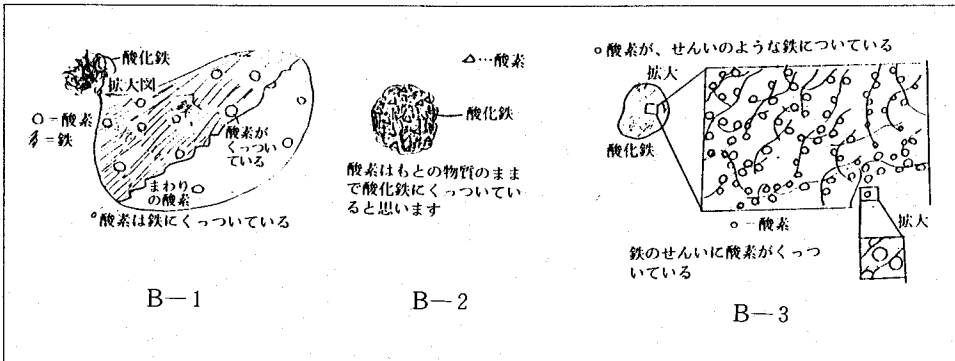 酸化鉄
拡大図
○=酸素
=鉄
酸素が
くっつい
ている
まわり
の酸素
○酸素は鉄にくっついている
B―1
△…酸素
酸化鉄
酸素はもとの物質のまま
で酸化鉄にくっついてい
ると思います
B―2
○酸素が、せんいのような鉄についている
拡大
酸化鉄
○-酸素
拡大
鉄のせんいに酸素がくっつ
いている
B―3